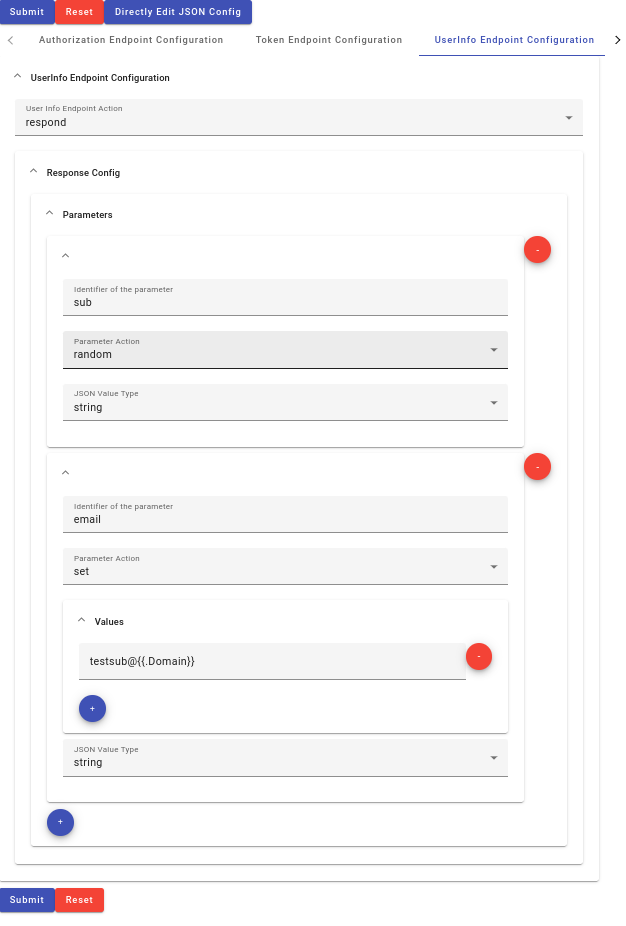 Submit Reset Directly Edit JSON Config
Authorization Endpoint Configuration Token Endpoint Configuration UserInfo Endpoint Configuration
UserInfo Endpoint Configuration
User Info Endpoint Action
respond
Response Config
Parameters
-
Identifier of the parameter
sub
Parameter Action
random
JSON Value Type
string
-
Identifier of the parameter
email
Parameter Action
set
Values
testsub@{{.Domain}}
-
+
JSON Value Type
string
+
Submit Reset